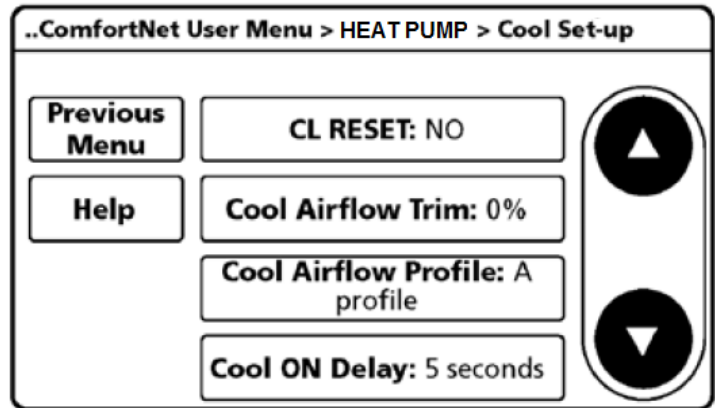 ..ComfortNet User Menu > HEAT PUMP > Cool Set-up
Previous
Menu
CL RESET: NO
Help
Cool Airflow Trim: 0%
Cool Airflow Profile: A
profile
Cool ON Delay: 5 seconds